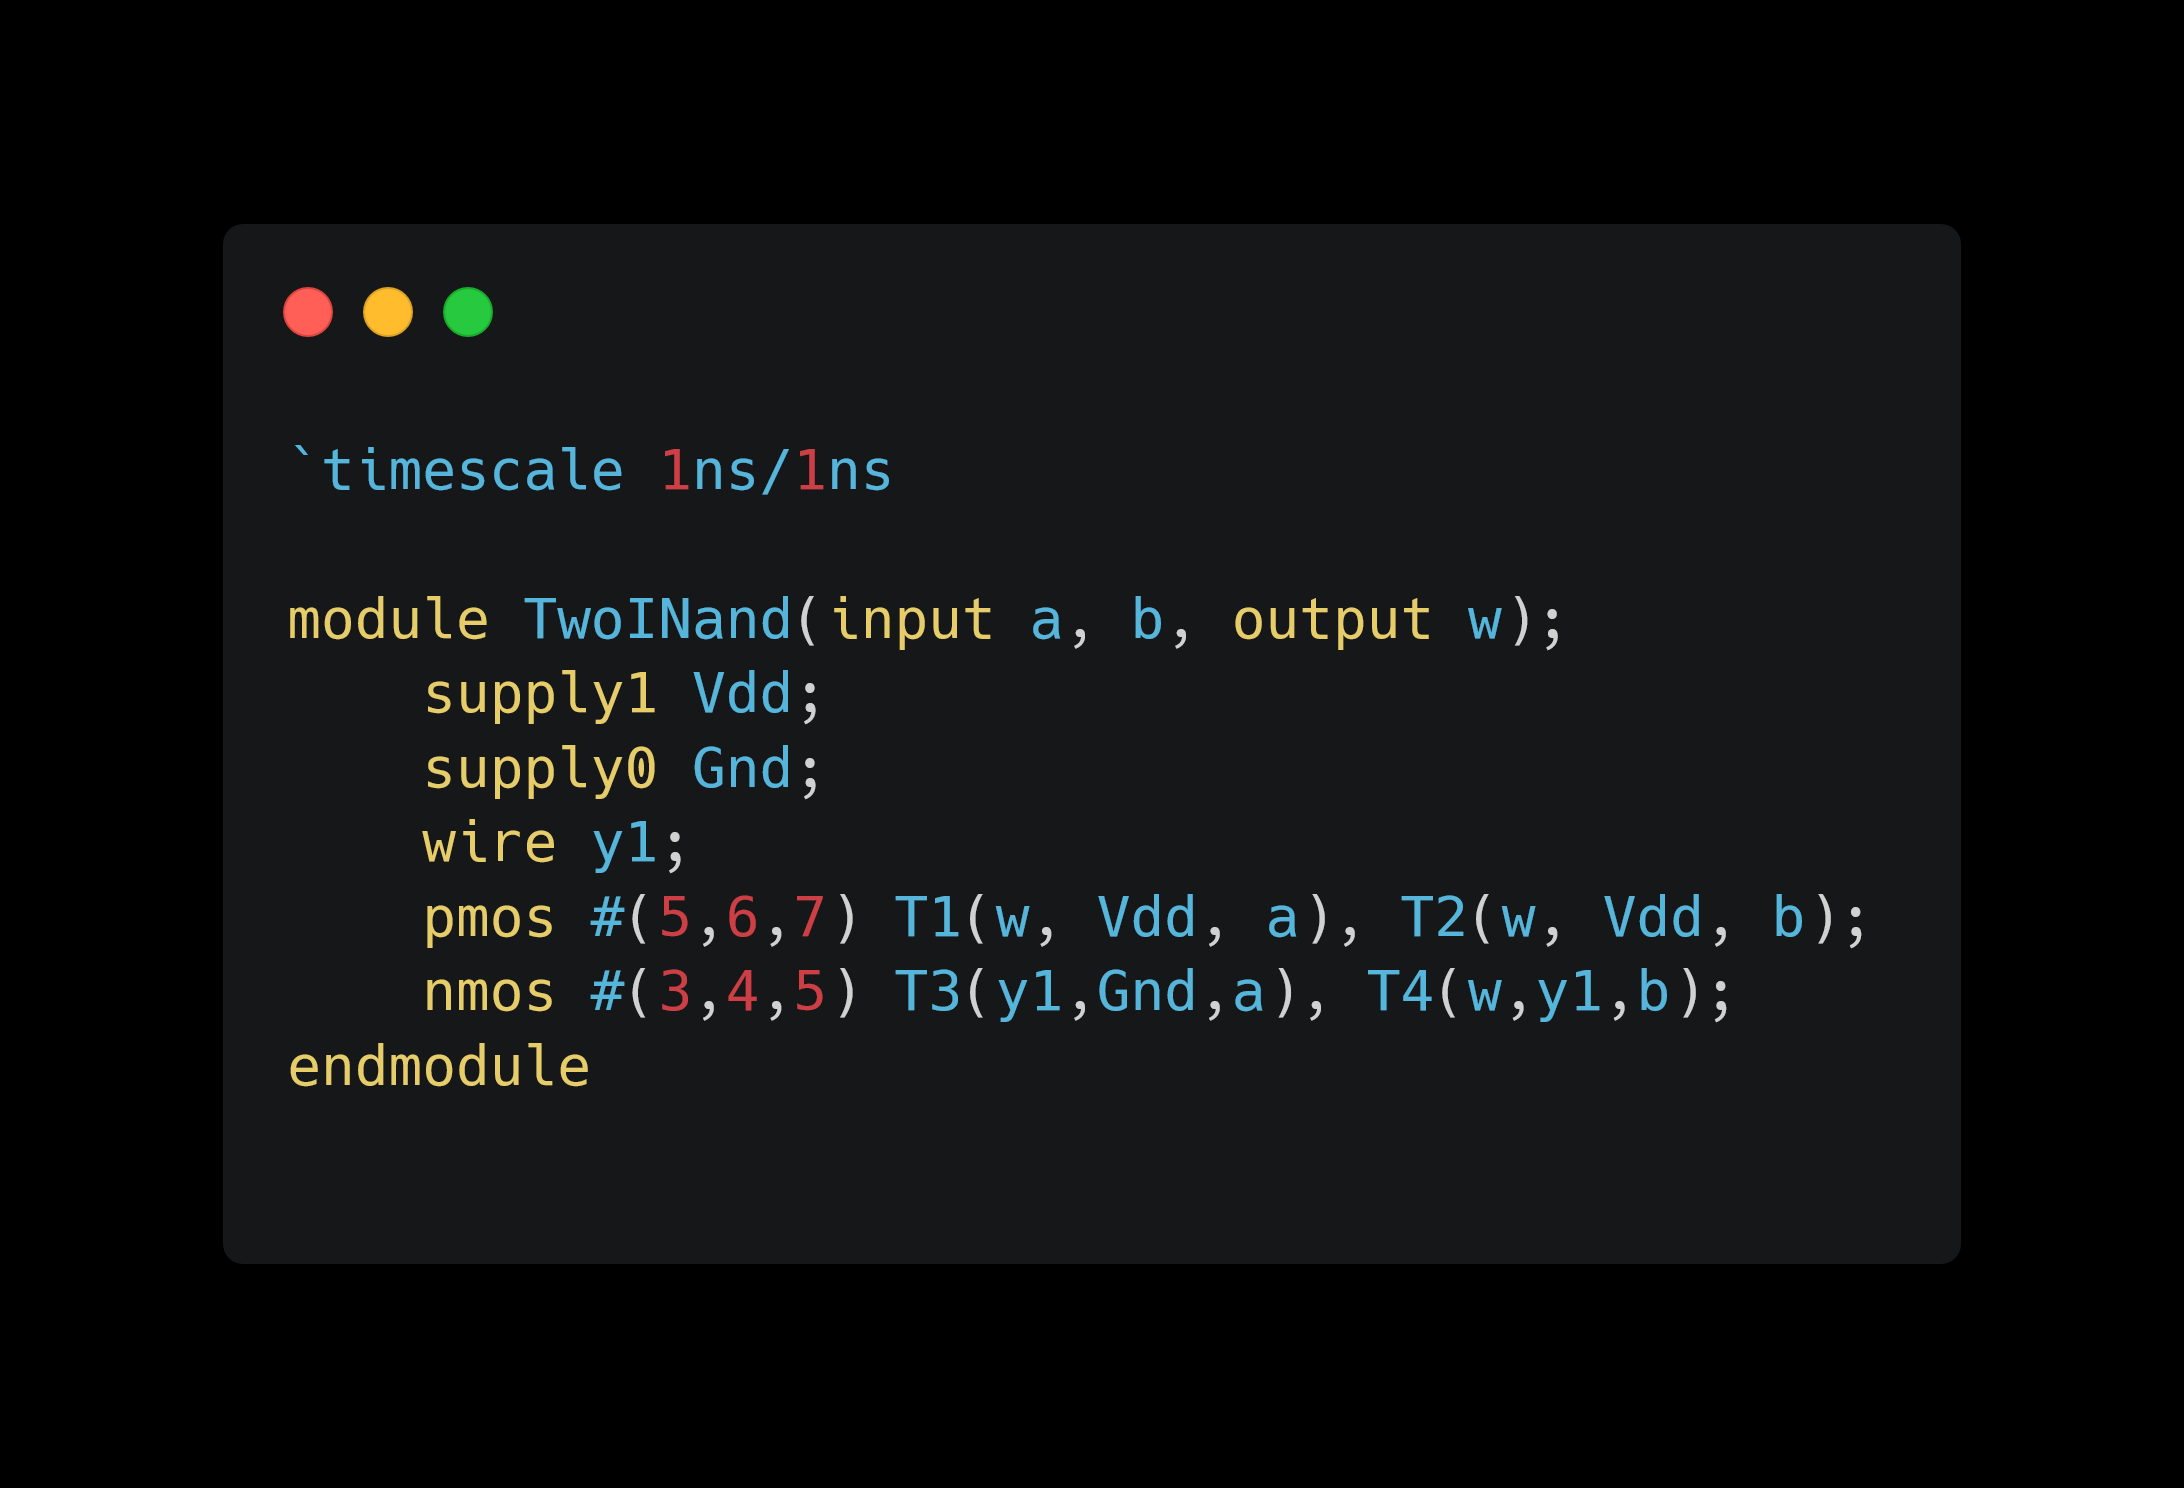 `timescale 1ns/1ns
module TwoINand(input a, b, output w);
supply1 Vdd;
supply0 Gnd;
wire y1;
pmos #(5,6,7) T1(w, Vdd, a), T2(w, Vdd, b);
nmos #(3,4,5) T3(y1,Gnd,a), T4(w,y1,b);
endmodule